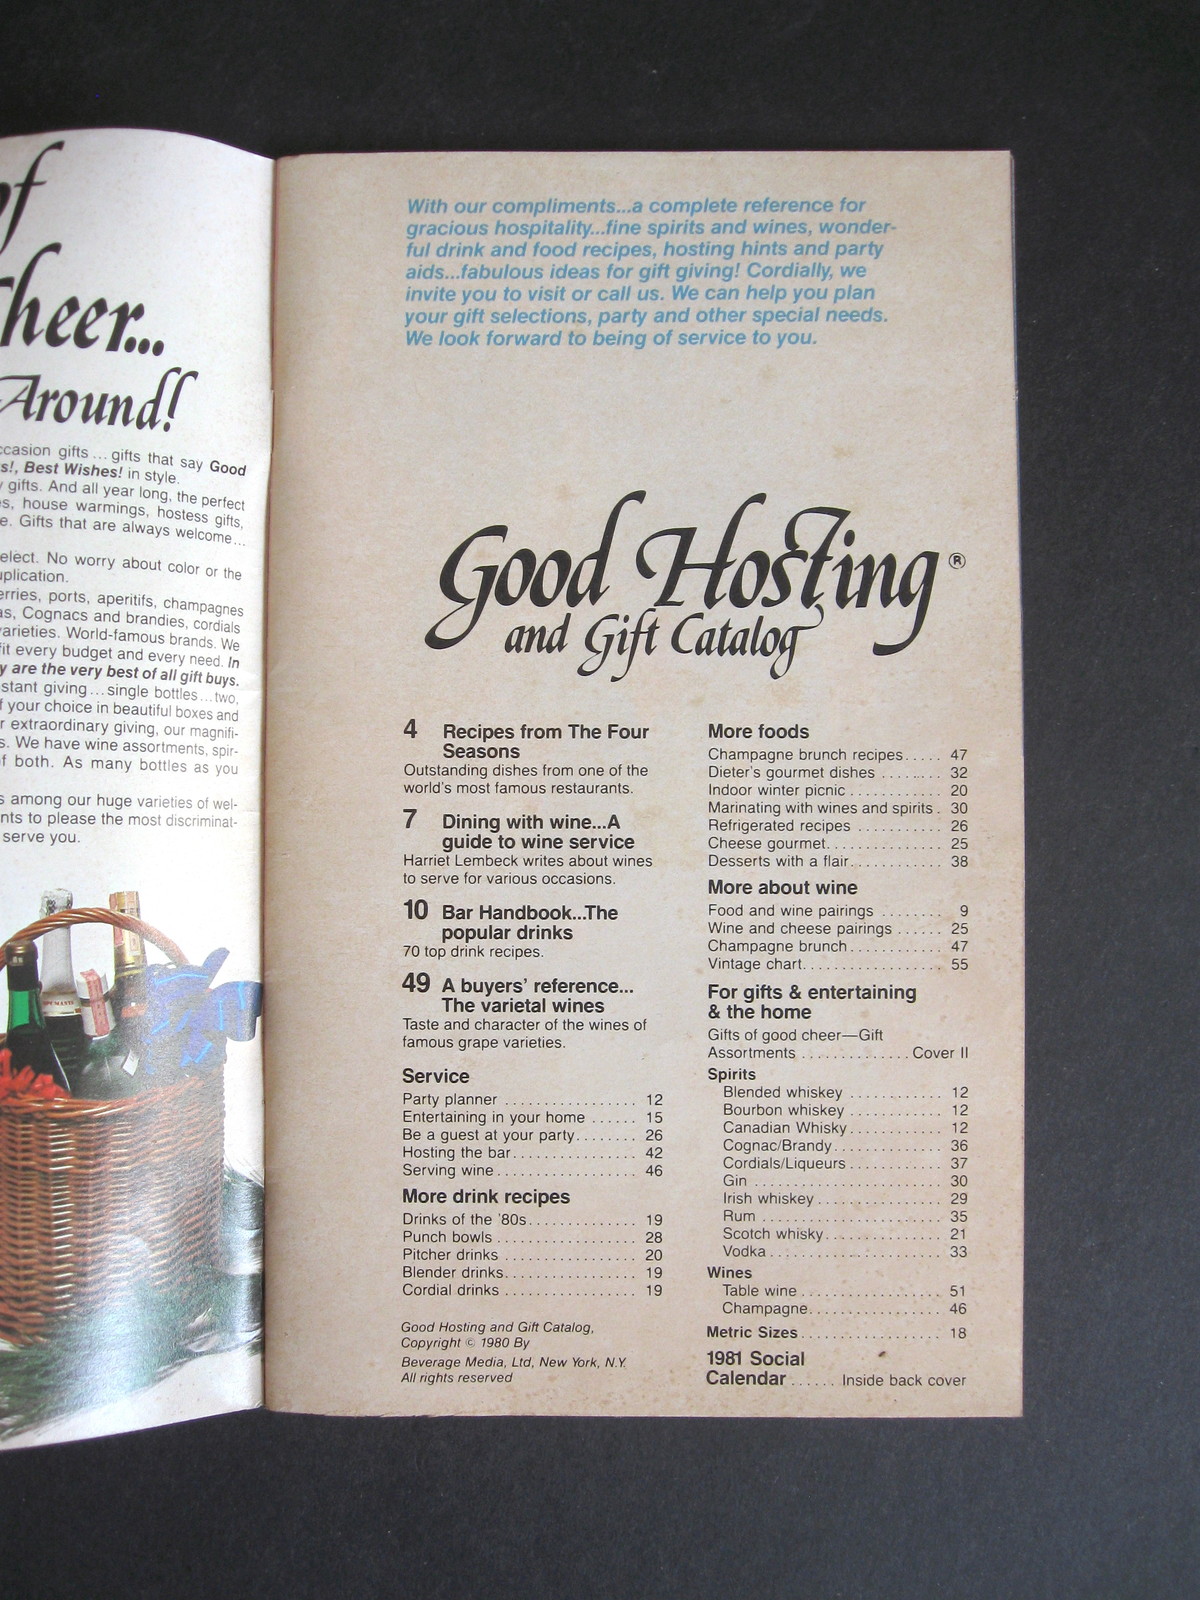 of
heer...
Around!
gifts ... gifts that say Good
Best Wishes! in style.
gifts. And all year long, the perfect
house warmings, hostess gifts,
Gifts that are always welcome...
No worry about color or the
ports, aperitifs, champagnes
Cognacs and brandies, cordials
varieties. World-famous brands. We
fit every budget and every need. In
are the very best of all gift buys.
giving ... single bottles ... two,
your choice in beautiful boxes and
extraordinary giving, our magnifi-
We have wine assortments, spir-
of both. As many bottles as you
among our huge varieties of wel-
to please the most discriminat-
serve you.
With our compliments...a complete reference for
gracious hospitality...fine spirits and wines, wonder-
ful drink and food recipes, hosting hints and party
aids...fabulous ideas for gift giving! Cordially, we
invite you to visit or call us. We can help you plan
your gift selections, party and other special needs.
We look forward to being of service to you.
Good Hosting ®
and Gift Catalog
4 Recipes from The Four
Seasons
Outstanding dishes from one of the
world's most famous restaurants.
7 Dining with wine...A
guide to wine service
Harriet Lembeck writes about wines
to serve for various occasions.
10 Bar Handbook...The
popular drinks
70 top drink recipes.
49 A buyers' reference...
The varietal wines
Taste and character of the wines of
famous grape varieties.
Service
Party planner ................. 12
Entertaining in your home ...... 15
Be a guest at your party........ 26
Hosting the bar................ 42
Serving wine................... 46
More drink recipes
Drinks of the '80s.............. 19
Punch bowls ................... 28
Pitcher drinks ................. 20
Blender drinks................. 19
Cordial drinks ................. 19
Good Hosting and Gift Catalog,
Copyright © 1980 By
Beverage Media, Ltd, New York, N.Y.
All rights reserved
More foods
Champagne brunch recipes..... 47
Dieter's gourmet dishes ........ 32
Indoor winter picnic ............ 20
Marinating with wines and spirits . 30
Refrigerated recipes ........... 26
Cheese gourmet............... 25
Desserts with a flair............ 38
More about wine
Food and wine pairings ........ 9
Wine and cheese pairings ...... 25
Champagne brunch............ 47
Vintage chart.................. 55
For gifts & entertaining
& the home
Gifts of good cheer—Gift
Assortments ............. Cover II
Spirits
Blended whiskey ............ 12
Bourbon whiskey ............ 12
Canadian Whisky............ 12
Cognac/Brandy.............. 36
Cordials/Liqueurs ............ 37
Gin ........................ 30
Irish whiskey................ 29
Rum ....................... 35
Scotch whisky............... 21
Vodka...................... 33
Wines
Table wine .................. 51
Champagne................. 46
Metric Sizes.................. 18
1981 Social
Calendar ...... Inside back cover